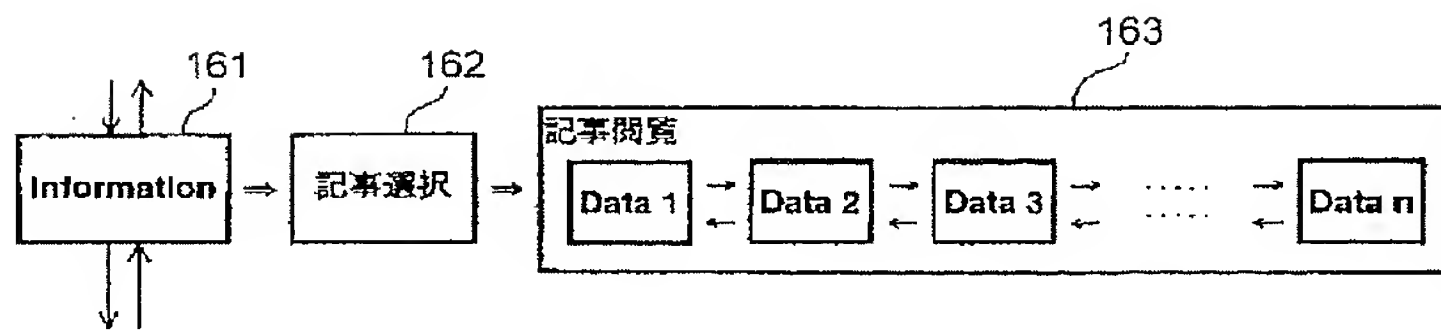 161
162
163
Information
⇒
記事選択
⇒
記事閲覧
Data 1
Data 2
Data 3
.....
.....
Data n